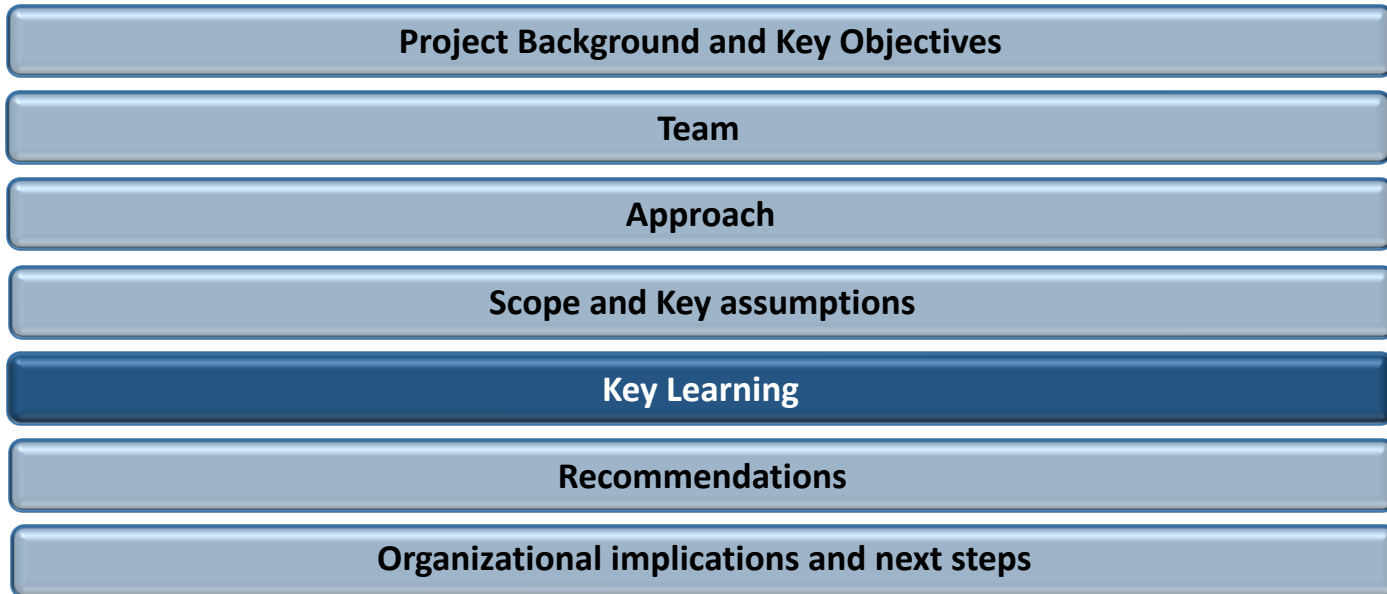 Project Background and Key Objectives
Team
Approach
Scope and Key assumptions
Key Learning
Recommendations
Organizational implications and next steps